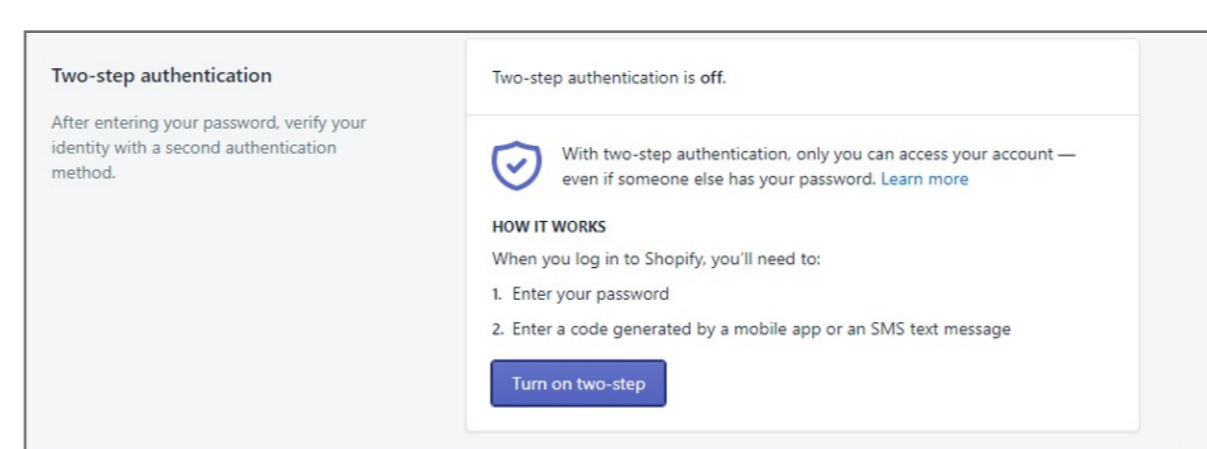 Two-step authentication
After entering your password, verify your
identity with a second authentication
method.
Two-step authentication is off.
With two-step authentication, only you can access your account —
even if someone else has your password. Learn more
HOW IT WORKS
When you log in to Shopify, you'll need to:
1. Enter your password
2. Enter a code generated by a mobile app or an SMS text message
Turn on two-step